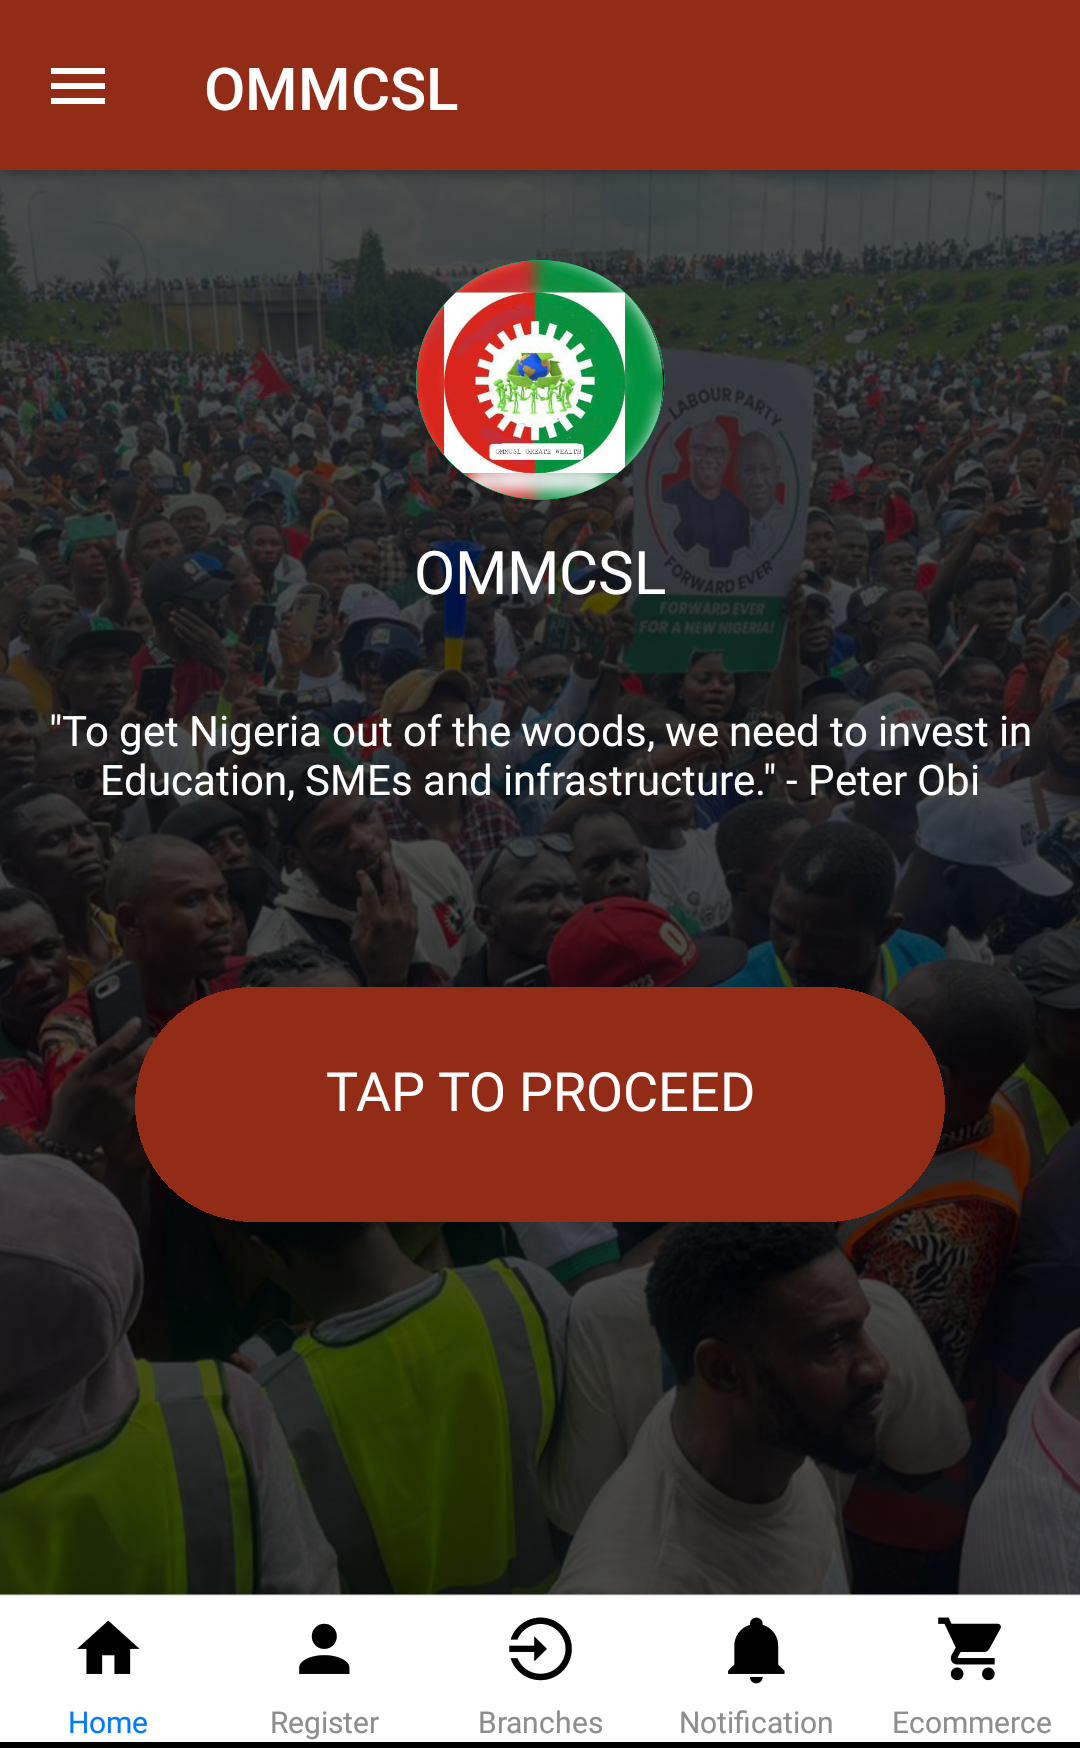 OMMCSL
OMMCSL CREATE WEALTH
LABOUR PARTY
FORWARD EVER
FORWARD EVER
FOR A NEW NIGERIA!
OMMCSL
"To get Nigeria out of the woods, we need to invest in
Education, SMEs and infrastructure." - Peter Obi
TAP TO PROCEED
Home
Register
Branches
Notification
Ecommerce